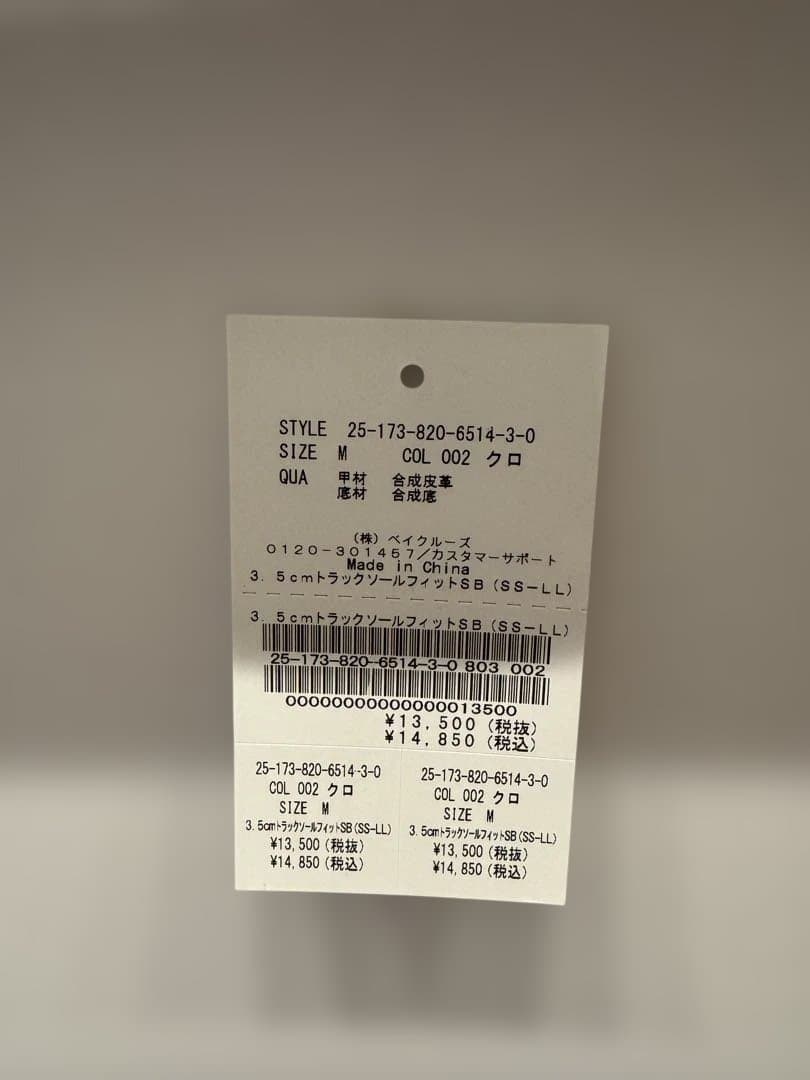 STYLE 25-173-820-6514-3-0
SIZE M COL 002 クロ
QUA 甲材 合成皮革
底材 合成底
(株)ベイクルーズ
0120-301457/カスタマーサポート
Made in China
3.5cmトラックソールフィットSB(SS-LL)
3.5cmトラックソールフィットSB(SS-LL)
25-173-820-6514-3-0 803 002
00000000000000013500
¥13,500(税抜)
¥14,850(税込)
25-173-820-6514-3-0
COL 002 クロ
SIZE M
3.5cmトラックソールフィットSB(SS-LL)
¥13,500(税抜)
¥14,850(税込)
25-173-820-6514-3-0
COL 002 クロ
SIZE M
3.5cmトラックソールフィットSB(SS-LL)
¥13,500(税抜)
¥14,850(税込)